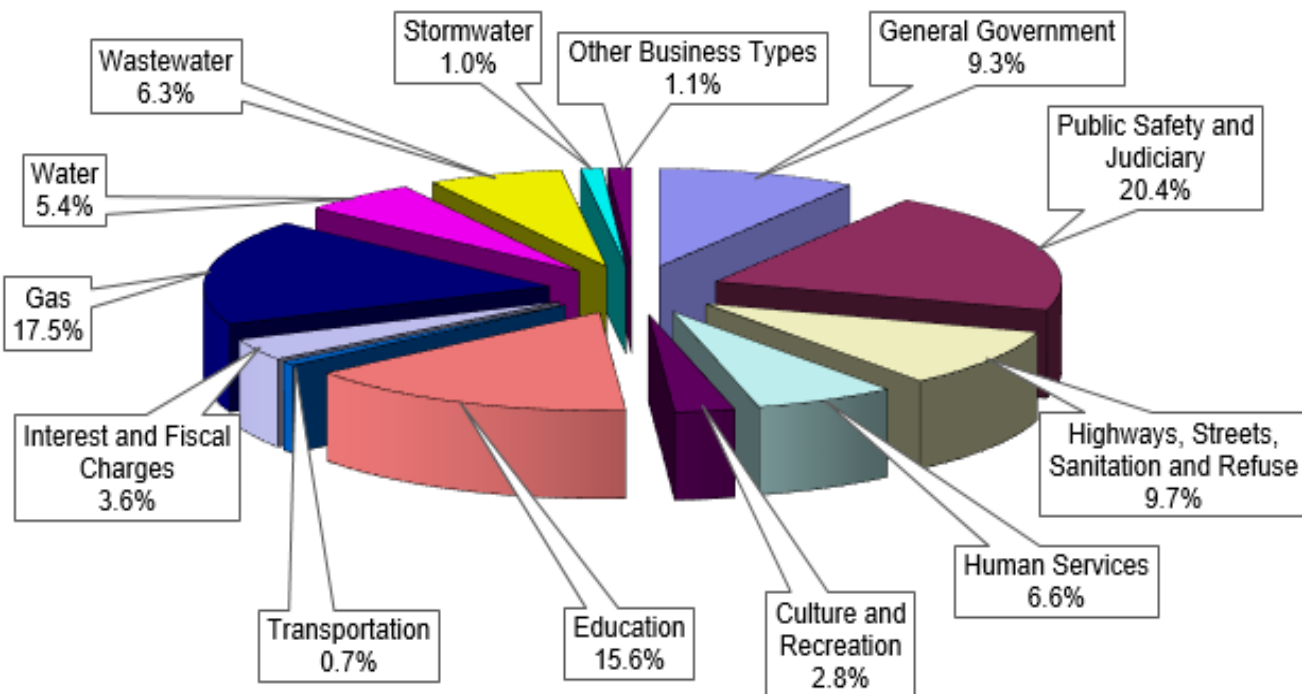 Stormwater
1.0%
Other Business Types
1.1%
General Government
9.3%
Wastewater
6.3%
Public Safety and
Judiciary
20.4%
Water
5.4%
Gas
17.5%
Interest and Fiscal
Charges
3.6%
Highways, Streets,
Sanitation and Refuse
9.7%
Human Services
6.6%
Transportation
0.7%
Education
15.6%
Culture and
Recreation
2.8%